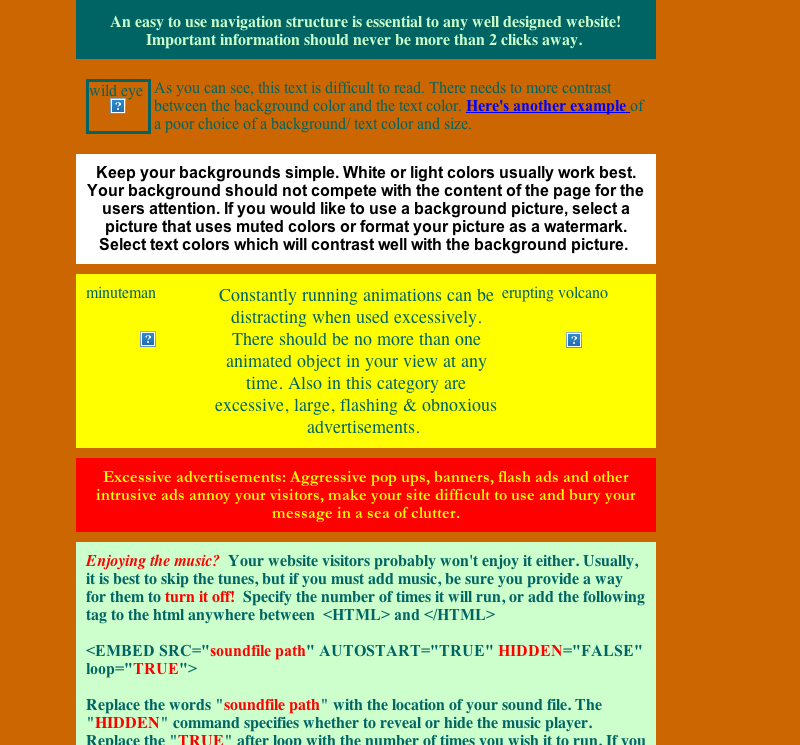 An easy to use navigation structure is essential to any well designed website!
Important information should never be more than 2 clicks away.
wild eye
As you can see, this text is difficult to read. There needs to more contrast
between the background color and the text color. Here's another example of
a poor choice of a background/ text color and size.
Keep your backgrounds simple. White or light colors usually work best.
Your background should not compete with the content of the page for the
users attention. If you would like to use a background picture, select a
picture that uses muted colors or format your picture as a watermark.
Select text colors which will contrast well with the background picture.
minuteman
Constantly running animations can be
distracting when used excessively.
There should be no more than one
animated object in your view at any
time. Also in this category are
excessive, large, flashing & obnoxious
advertisements.
erupting volcano
Excessive advertisements: Aggressive pop ups, banners, flash ads and other
intrusive ads annoy your visitors, make your site difficult to use and bury your
message in a sea of clutter.
Enjoying the music? Your website visitors probably won't enjoy it either. Usually,
it is best to skip the tunes, but if you must add music, be sure you provide a way
for them to turn it off! Specify the number of times it will run, or add the following
tag to the html anywhere between <HTML> and </HTML>
<EMBED SRC="soundfile path" AUTOSTART="TRUE" HIDDEN="FALSE"
loop="TRUE">
Replace the words "soundfile path" with the location of your sound file. The
"HIDDEN" command specifies whether to reveal or hide the music player.
Replace the "TRUE" after loop with the number of times you wish it to run. If you